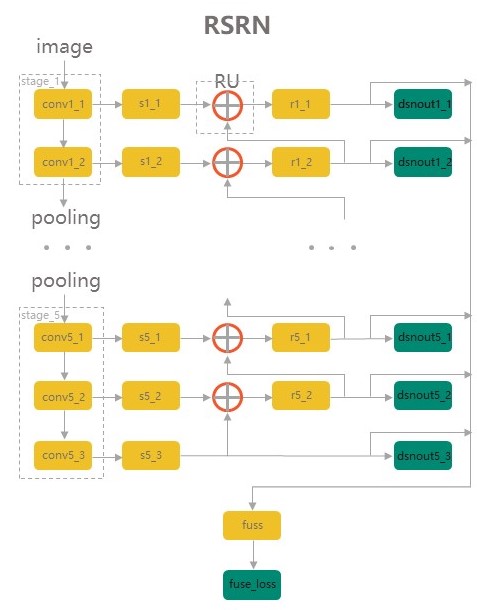 RSRN
image
stage_1
RU
conv1_1
s1_1
r1_1
dsnout1_1
conv1_2
s1_2
r1_2
dsnout1_2
pooling
pooling
stage_5
conv5_1
s5_1
r5_1
dsnout5_1
conv5_2
s5_2
r5_2
dsnout5_2
conv5_3
s5_3
dsnout5_3
fuss
fuse_loss